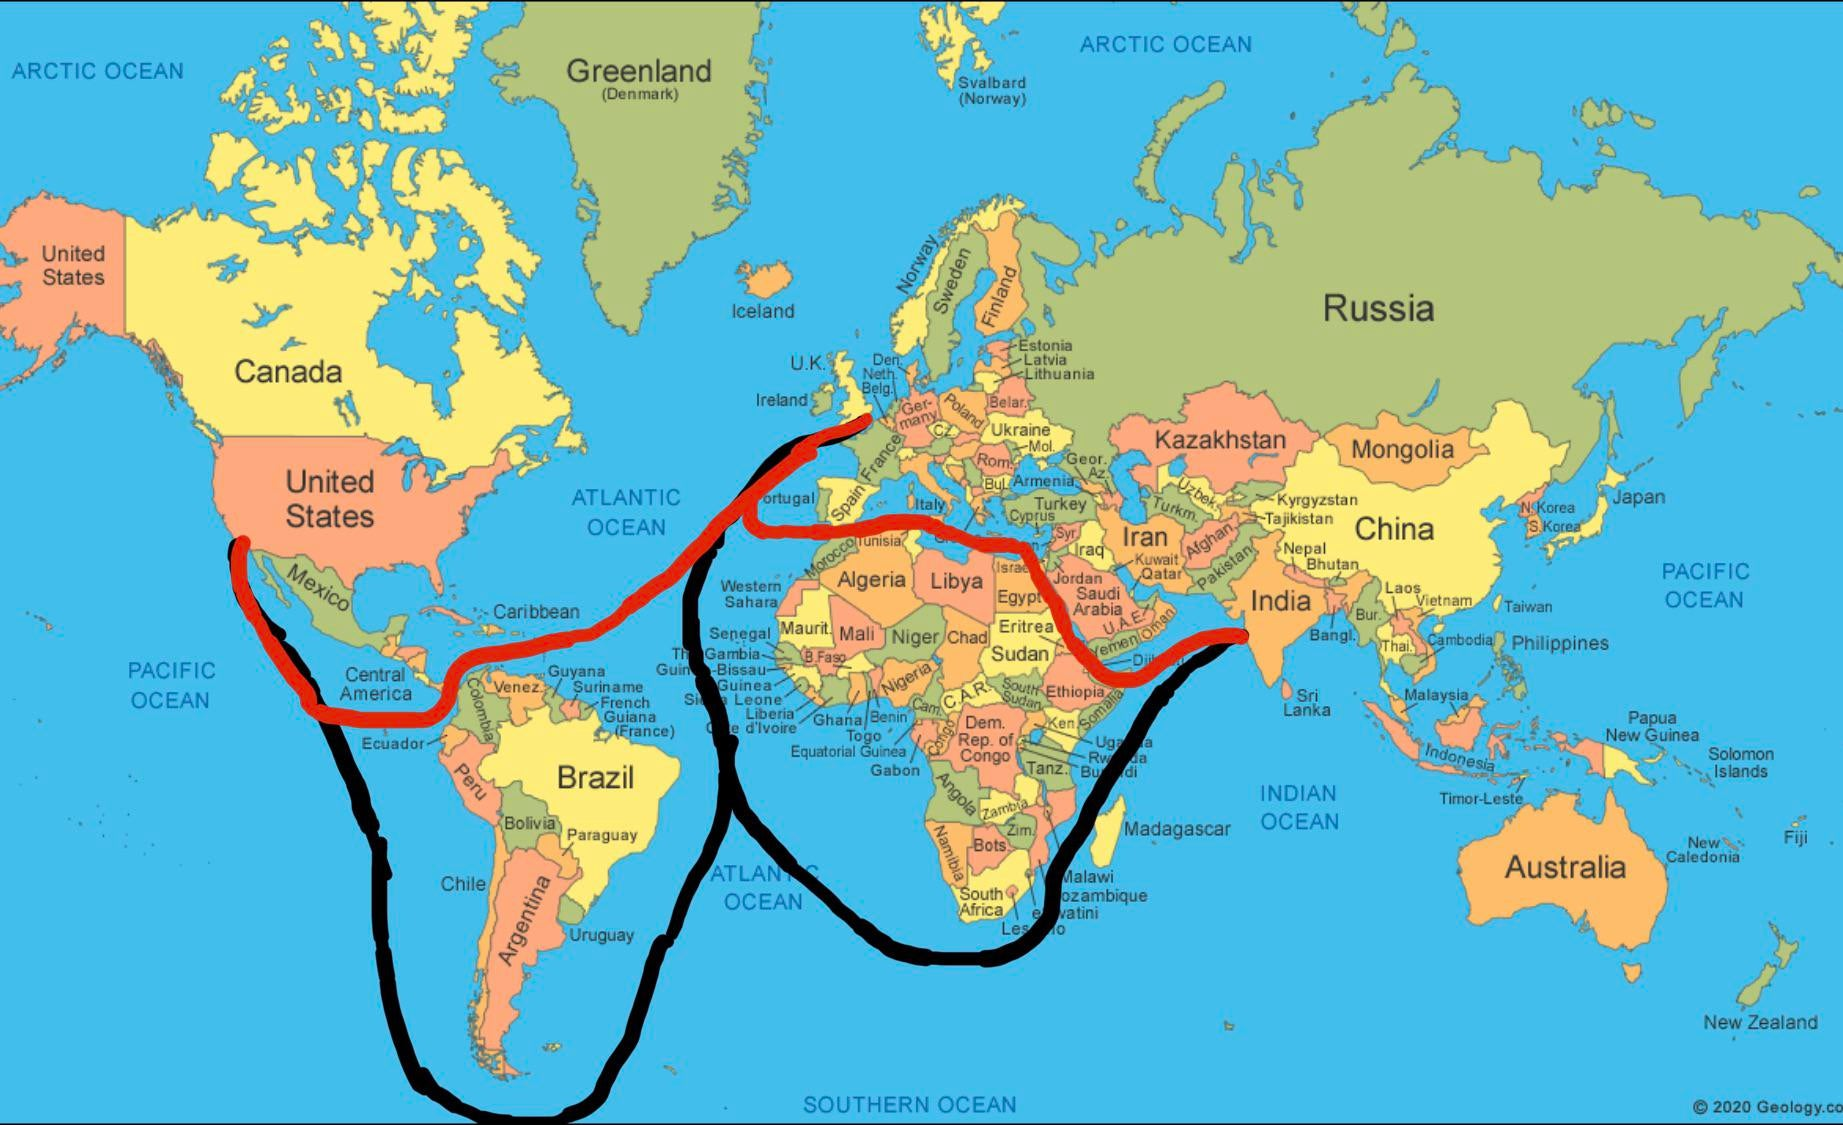 ARCTIC OCEAN
ARCTIC OCEAN
Greenland
(Denmark)
Svalbard
(Norway)
United
States
Canada
Iceland
Norway
Sweden
Finland
Russia
Estonia
Latvia
Lithuania
U.K.
Ireland
Den.
Neth.
Belg.
Ger-
many
Poland
Belar.
Ukraine
Mol.
Cz.
France
Rom.
Bul.
Spain
Italy
Geor.
Az.
Armenia
Turkey
Cyprus
Syr.
Iraq
Iran
Kuwait
Qatar
Kazakhstan
Uzbek.
Turkm.
Kyrgyzstan
Tajikistan
Afghan.
Pakistan
Mongolia
China
N.Korea
S.Korea
Japan
Nepal
Bhutan
India
Bangl.
Bur.
Laos
Vietnam
Thai.
Cambodia
Taiwan
Philippines
Sri
Lanka
Malaysia
Indonesia
Timor-Leste
Papua
New Guinea
Solomon
Islands
PACIFIC
OCEAN
United
States
ATLANTIC
OCEAN
Mexico
Caribbean
Central
America
PACIFIC
OCEAN
Guyana
Suriname
French
Guiana
(France)
Venez.
Colombia
Ecuador
Peru
Brazil
Bolivia
Paraguay
Chile
Argentina
Uruguay
Morocco
Tunisia
Algeria
Libya
Egypt
Jordan
Saudi
Arabia
U.A.E.
Oman
Yemen
Western
Sahara
Maurit.
Mali
Niger
Chad
Eritrea
Sudan
Senegal
Gambia
Bissau
Guinea
Leone
Liberia
d'Ivoire
B.Faso
Ghana
Togo
Benin
Nigeria
Equatorial Guinea
Gabon
Cam.
C.A.R.
South
Sudan
Ethiopia
Somalia
Congo
Dem.
Rep. of
Congo
Ken.
Tanz.
Angola
Zambia
Zim.
Namibia
Bots.
South
Africa
Malawi
Madagascar
INDIAN
OCEAN
OCEAN
Australia
New
Caledonia
Fiji
New Zealand
SOUTHERN OCEAN
© 2020 Geology.co